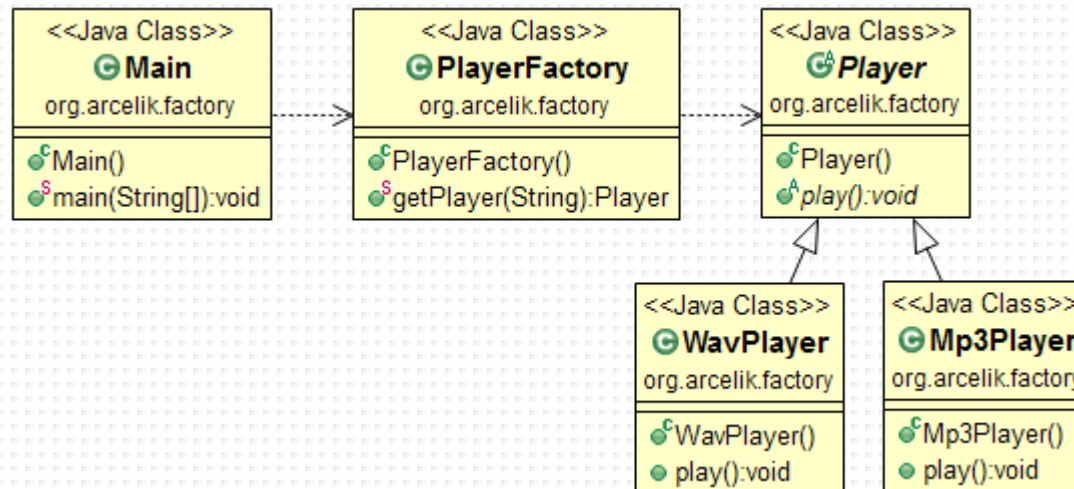 <<Java Class>>
Main
org.arcelik.factory
Main()
main(String[]):void
<<Java Class>>
PlayerFactory
org.arcelik.factory
PlayerFactory()
getPlayer(String):Player
<<Java Class>>
Player
org.arcelik.factory
Player()
play():void
<<Java Class>>
WavPlayer
org.arcelik.factory
WavPlayer()
play():void
<<Java Class>>
Mp3Player
org.arcelik.factory
Mp3Player()
play():void